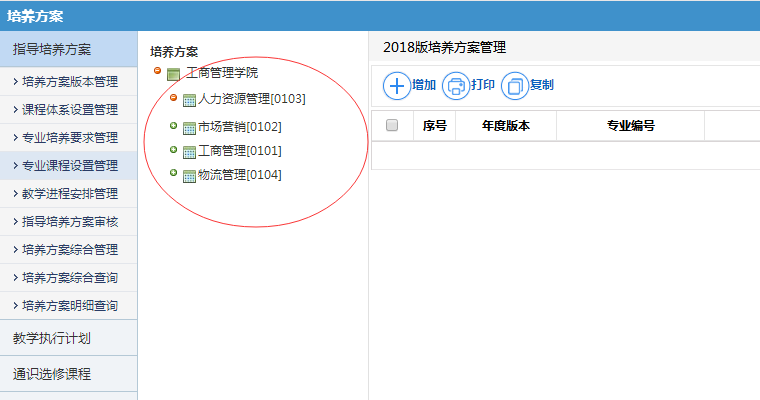 培养方案
指导培养方案
培养方案版本管理
课程体系设置管理
专业培养要求管理
专业课程设置管理
教学进程安排管理
指导培养方案审核
培养方案综合管理
培养方案综合查询
培养方案明细查询
教学执行计划
通识选修课程
培养方案
工商管理学院
人力资源管理[0103]
市场营销[0102]
工商管理[0101]
物流管理[0104]
2018版培养方案管理
增加 打印 复制
序号 年度版本 专业编号